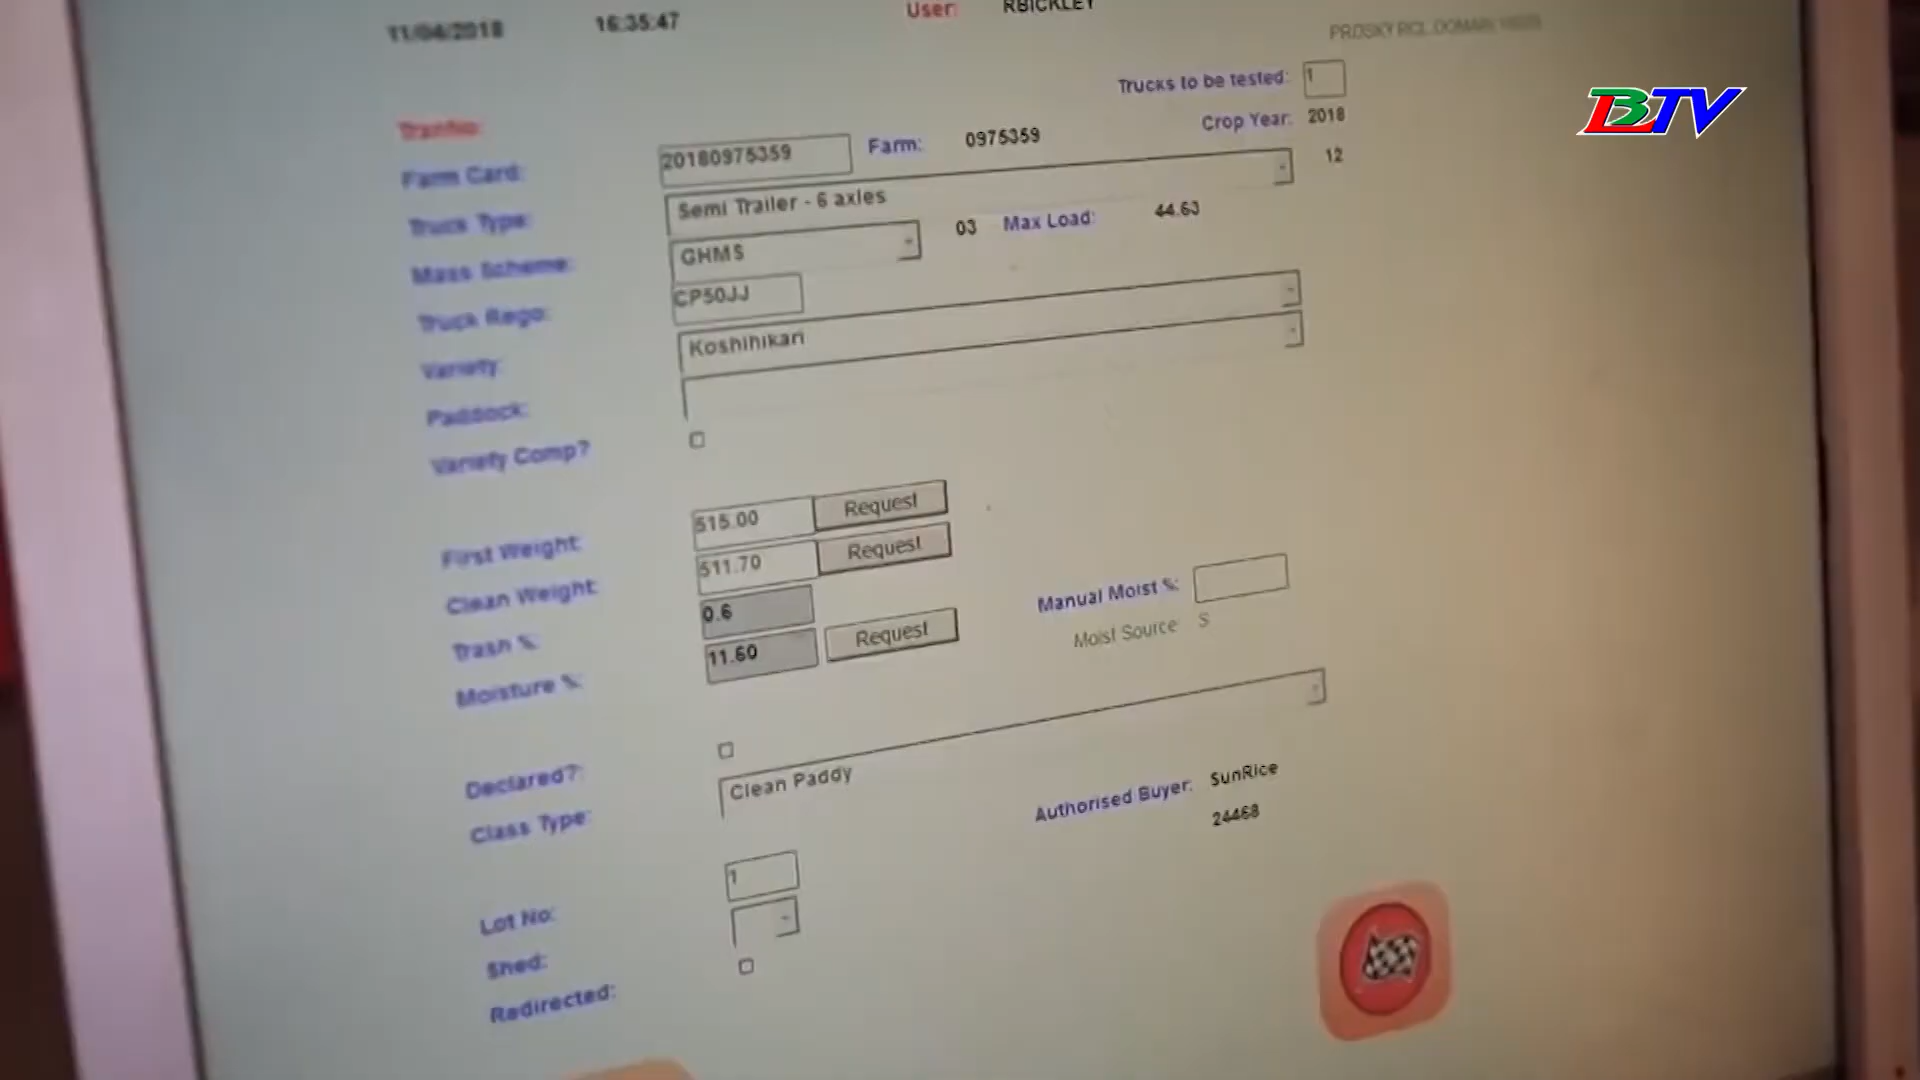 11/04/2018 16:35:47 User: RBICKLEY
BTV
Trucks to be tested: 1
TranNo:
Crop Year: 2018
Farm Card: 20180975359 Farm: 0975359
12
Truck Type: Semi Trailer - 6 axles
Mass Scheme: GHMS 03 Max Load: 44.63
Truck Rego: CP50JJ
Variety: Koshihikari
Paddock:
Variety Comp?
First Weight: 515.00 Request
Clean Weight: 511.70 Request
Trash %: 0.6
Manual Moist %:
Moisture %: 11.60 Request
Moist Source S
Declared?:
Class Type: Clean Paddy
Authorised Buyer: SunRice
24468
Lot No: 1
Shed:
Redirected: